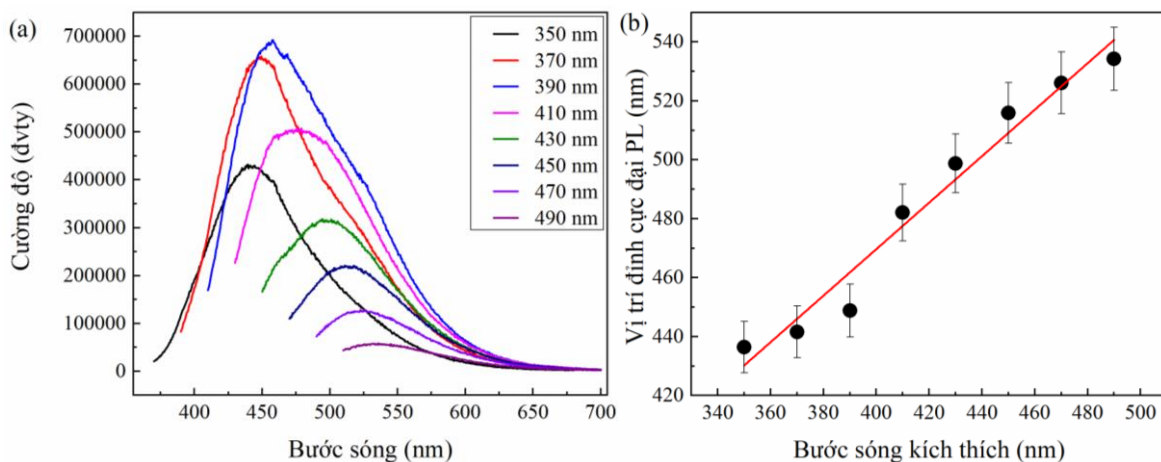 (a)
Cường độ (đvty)
700000
600000
500000
400000
300000
200000
100000
0
350 nm
370 nm
390 nm
410 nm
430 nm
450 nm
470 nm
490 nm
400 450 500 550 600 650 700
Bước sóng (nm)
(b)
Vị trí đỉnh cực đại PL (nm)
540
520
500
480
460
440
420
340 360 380 400 420 440 460 480 500
Bước sóng kích thích (nm)